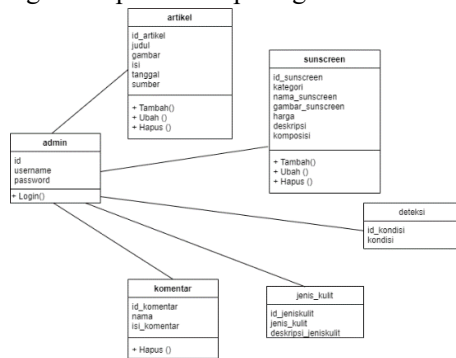 artikel
id_artikel
judul
gambar
isi
tanggal
sumber
+ Tambah()
+ Ubah ()
+ Hapus ()
sunscreen
id_sunscreen
kategori
nama_sunscreen
gambar_sunscreen
harga
deskripsi
komposisi
+ Tambah()
+ Ubah ()
+ Hapus ()
admin
id
username
password
+ Login()
deteksi
id_kondisi
kondisi
komentar
id_komentar
nama
isi_komentar
+ Hapus ()
jenis_kulit
id_jeniskulit
jenis_kulit
deskripsi_jeniskulit